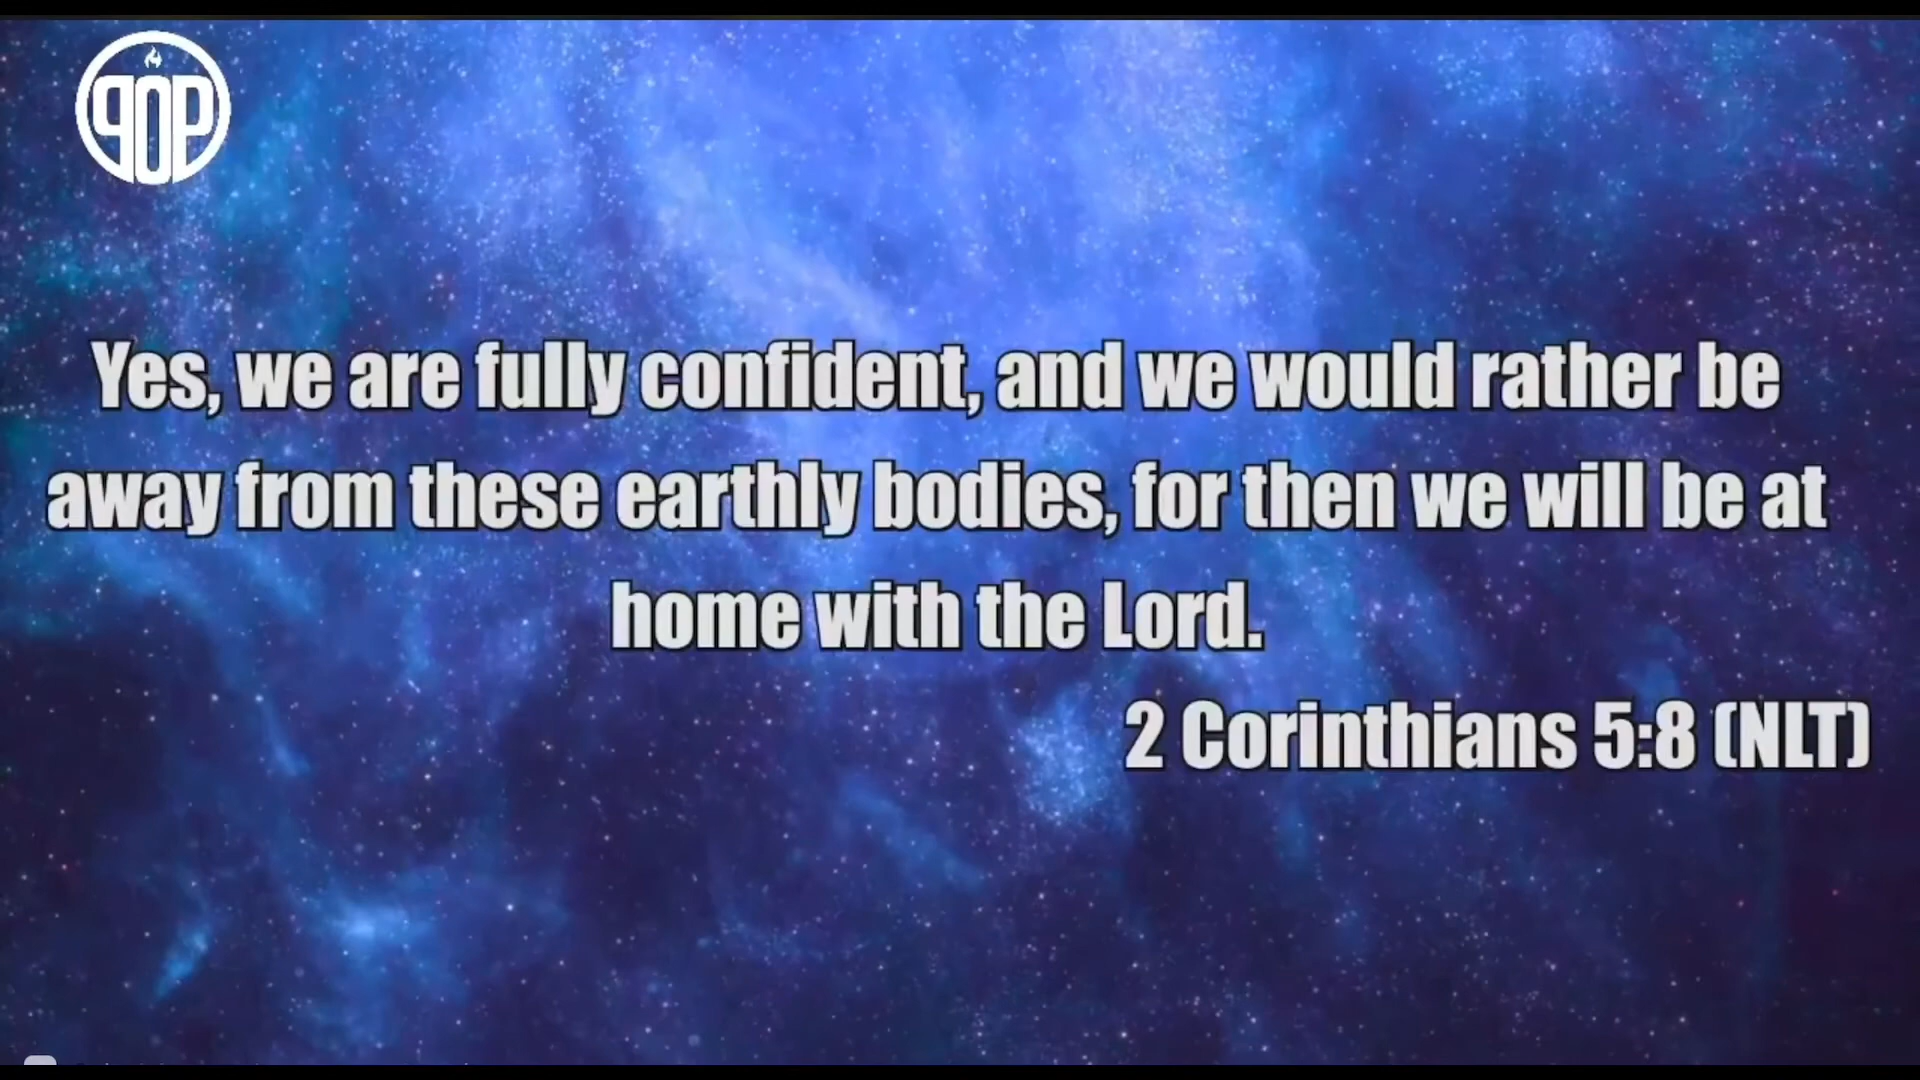 POP
Yes, we are fully confident, and we would rather be
away from these earthly bodies, for then we will be at
home with the Lord.
2 Corinthians 5:8 (NLT)